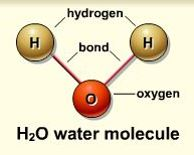 hydrogen
H
H
bond
O
oxygen
H2O water molecule